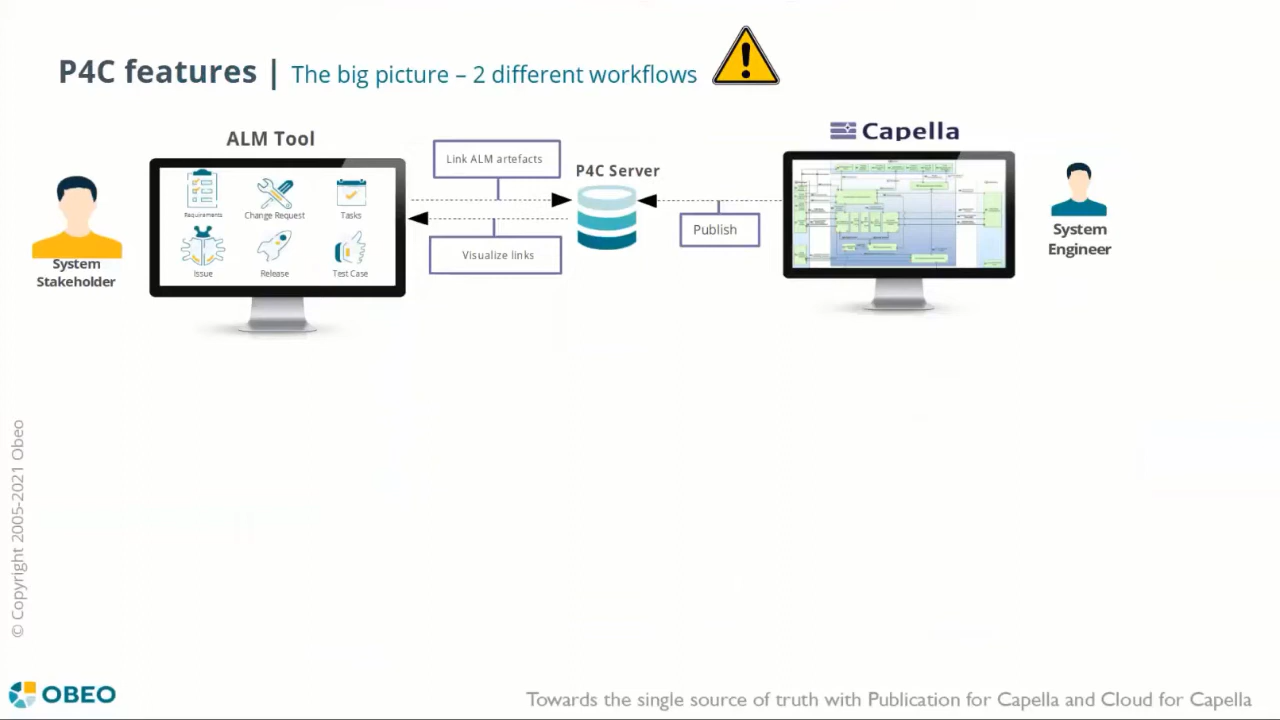 P4C features | The big picture – 2 different workflows
ALM Tool
Capella
Link ALM artefacts
P4C Server
Requirements
Change Request
Tasks
Publish
System
Engineer
Visualize links
System
Stakeholder
Issue
Release
Test Case
© Copyright 2005-2021 Obeo
OBEO
Towards the single source of truth with Publication for Capella and Cloud for Capella